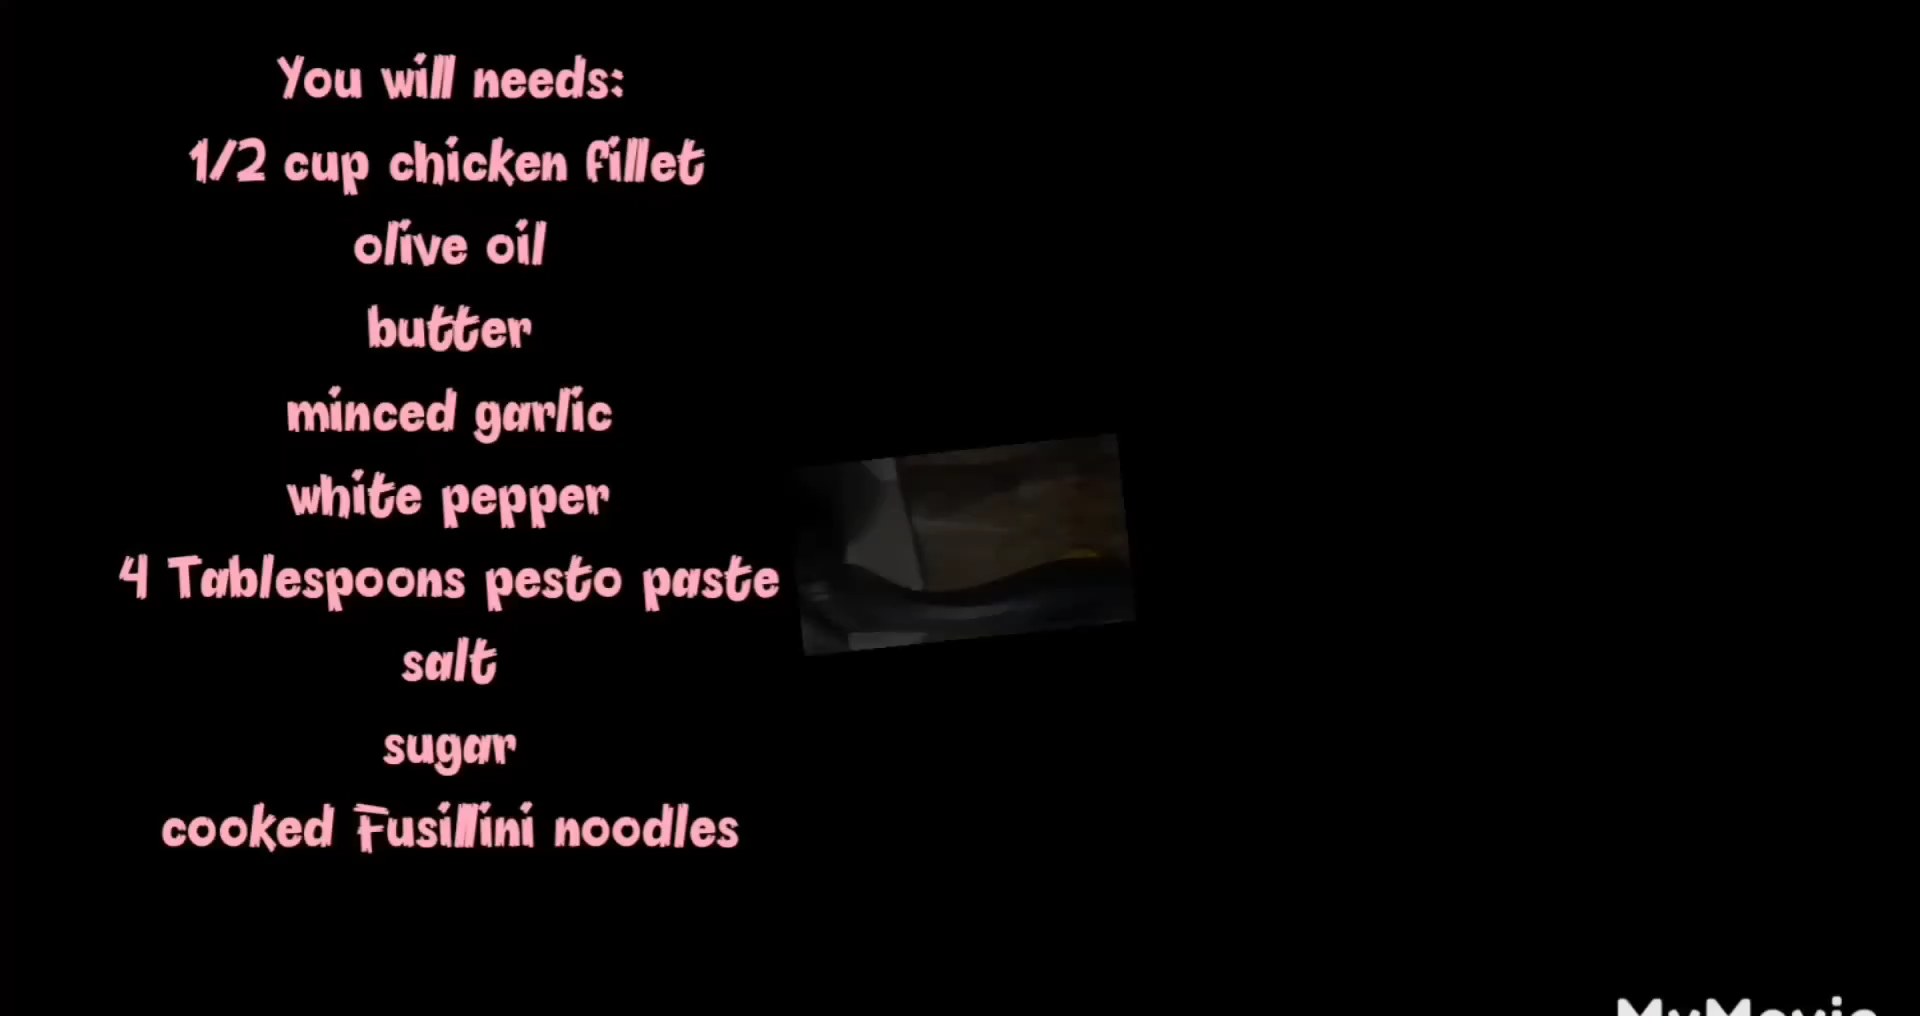 You will needs:
1/2 cup chicken fillet
olive oil
butter
minced garlic
white pepper
4 Tablespoons pesto paste
salt
sugar
cooked Fusillini noodles
MyMovie